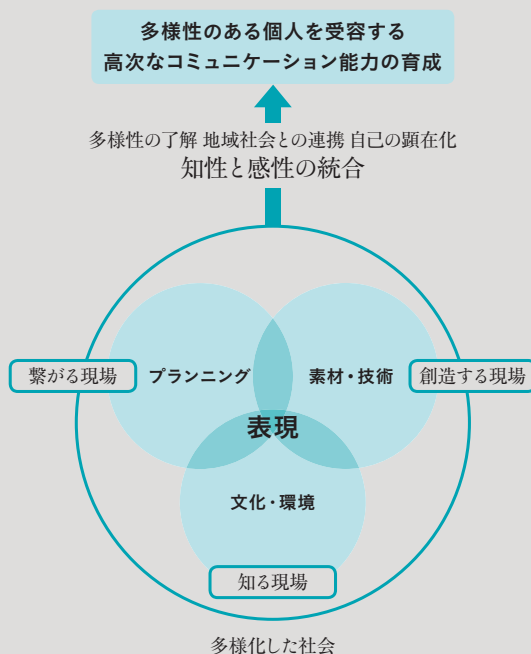 多様性のある個人を受容する
高次なコミュニケーション能力の育成
多様性の了解 地域社会との連携 自己の顕在化
知性と感性の統合
繋がる現場
プランニング
素材・技術
創造する現場
表現
文化・環境
知る現場
多様化した社会